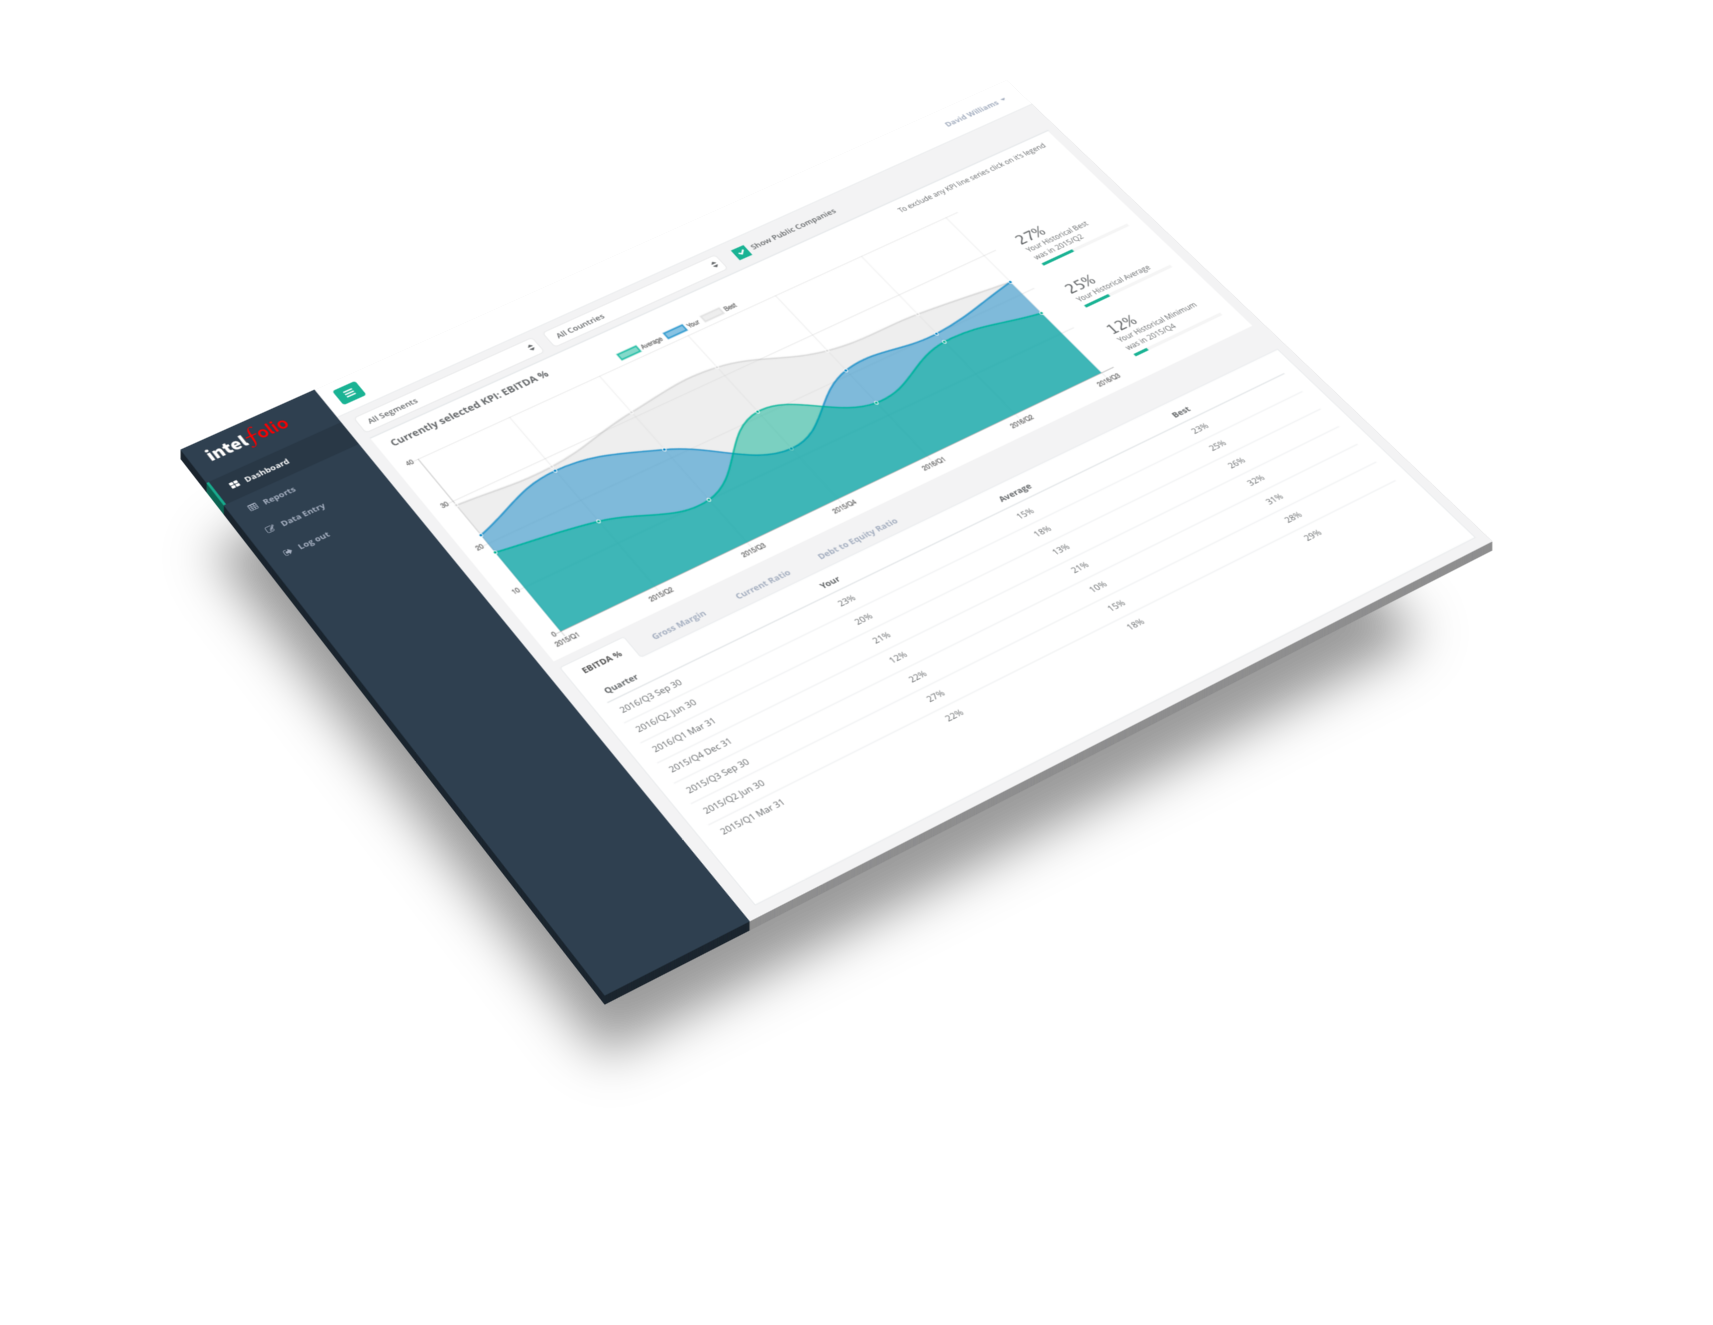 intelfolio
Dashboard
Reports
Data Entry
Log out
David Williams
All Segments
All Countries
Show Public Companies
Currently selected KPI: EBITDA %
To exclude any KPI line series click on it's legend
Average
Your
Best
40
30
20
10
0
2015/Q1
2015/Q2
2015/Q3
2015/Q4
2016/Q1
2016/Q2
2016/Q3
27%
Your Historical Best
was in 2015/Q2
25%
Your Historical Average
12%
Your Historical Minimum
was in 2015/Q4
EBITDA %
Gross Margin
Current Ratio
Debt to Equity Ratio
Quarter Your Average Best
2016/Q3 Sep 30 23% 15% 23%
2016/Q2 Jun 30 20% 18% 25%
2016/Q1 Mar 31 21% 13% 26%
2015/Q4 Dec 31 12% 21% 32%
2015/Q3 Sep 30 22% 10% 31%
2015/Q2 Jun 30 27% 15% 28%
2015/Q1 Mar 31 22% 18% 29%